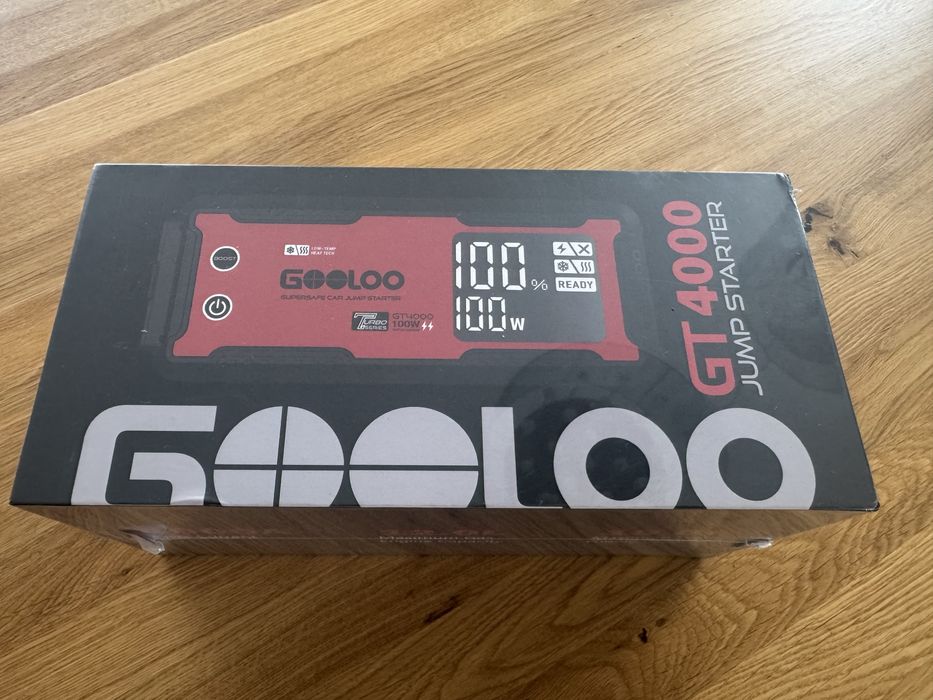 BOOST
LOW-TEMP
HEAT TECH
GOOLOO
SUPERSAFE CAR JUMP STARTER
TURBO
SERIES
GT4000
100W
100%
100W
READY
GT 4000
JUMP STARTER
GOOLOO